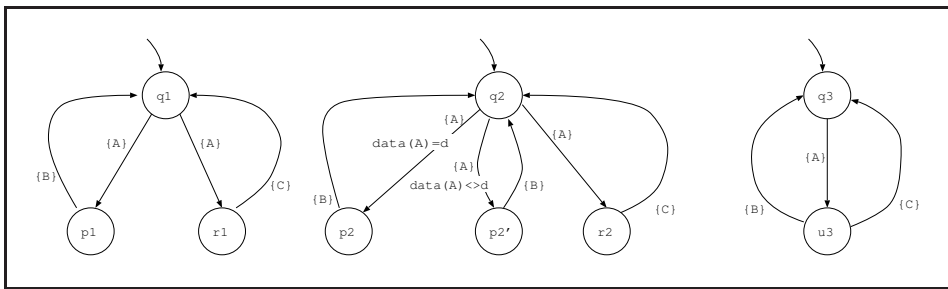 q1
{A}
{A}
{B}
{C}
p1
r1
q2
{A}
data(A)=d
{A}
{A}
data(A)<>d
{B}
{B}
{C}
p2
p2'
r2
q3
{A}
{B}
{C}
u3